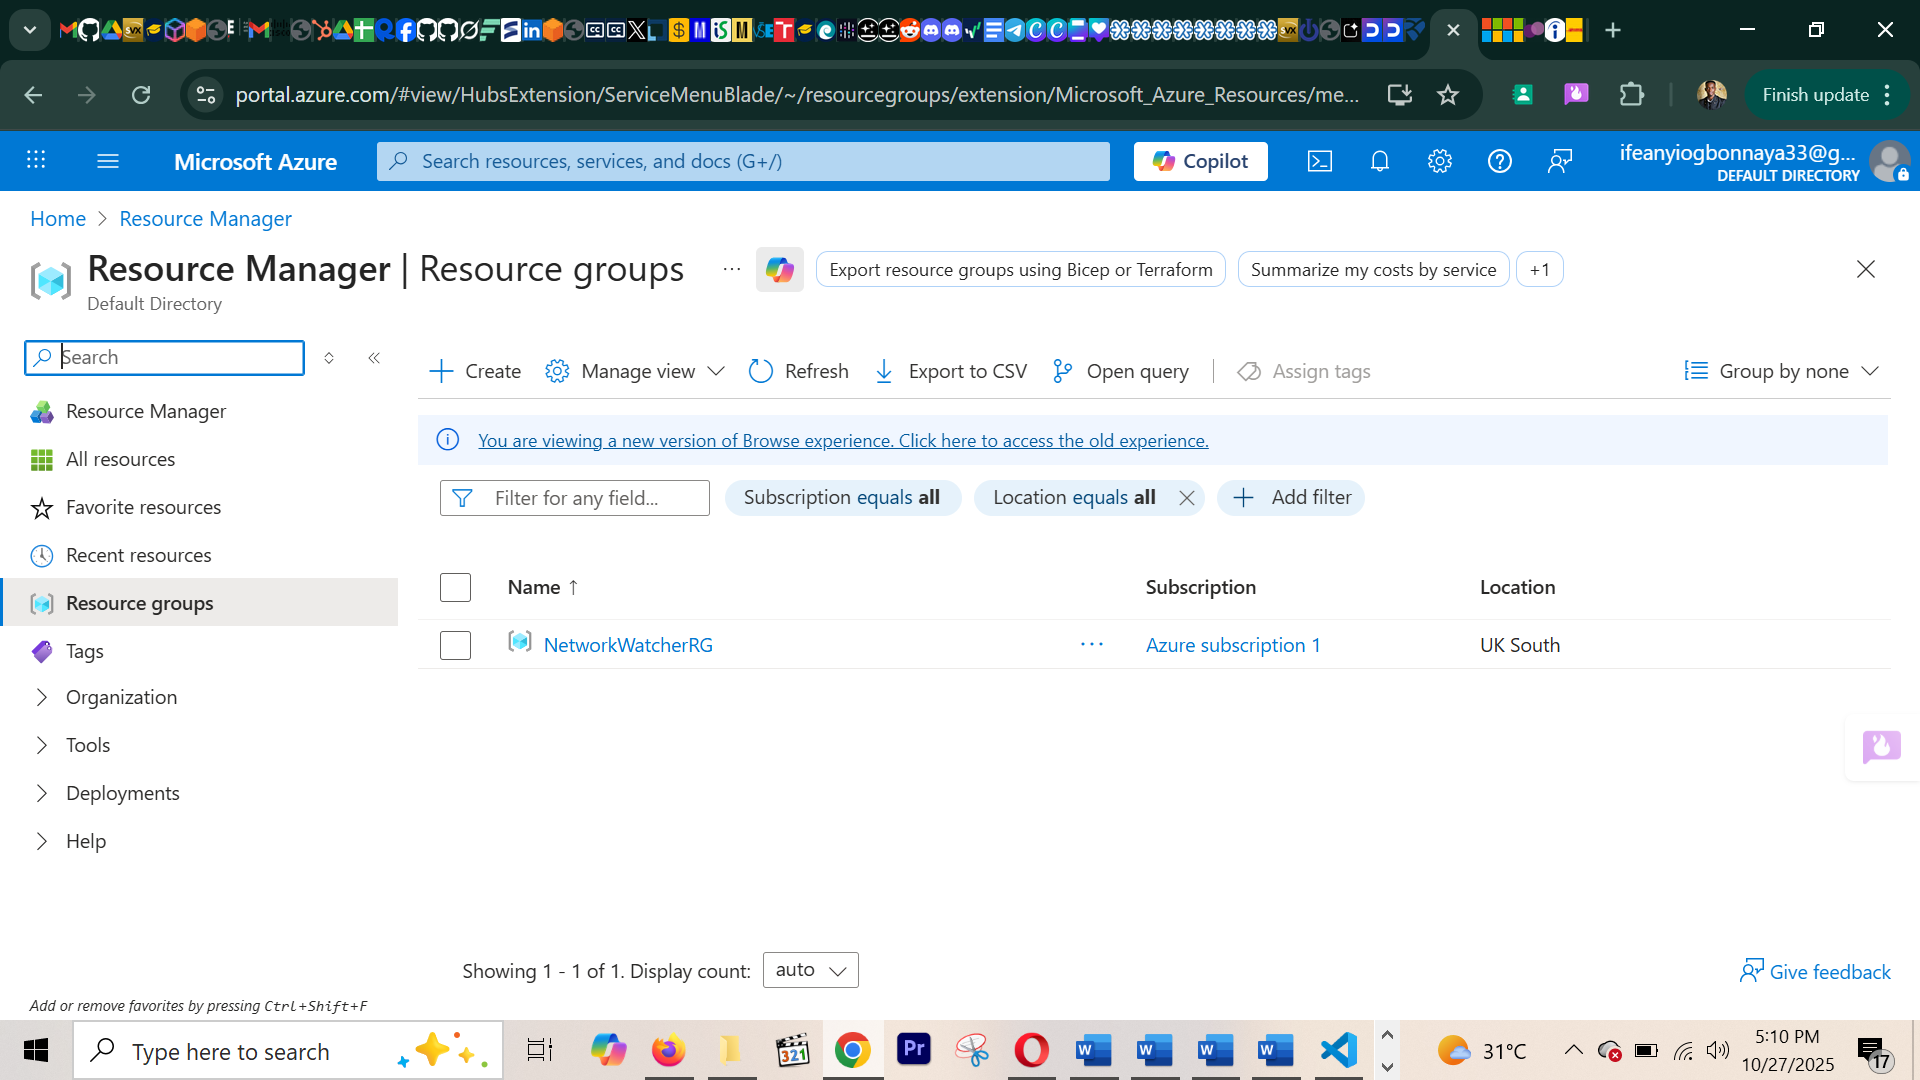 portal.azure.com/#view/HubsExtension/ServiceMenuBlade/~/resourcegroups/extension/Microsoft_Azure_Resources/me...
Finish update
Microsoft Azure
Search resources, services, and docs (G+/)
Copilot
ifeanyiogbonnaya33@g...
DEFAULT DIRECTORY
Home
Resource Manager
Resource Manager | Resource groups
Default Directory
Export resource groups using Bicep or Terraform
Summarize my costs by service
+1
Search
Create
Manage view
Refresh
Export to CSV
Open query
Assign tags
Group by none
You are viewing a new version of Browse experience. Click here to access the old experience.
Filter for any field...
Subscription equals all
Location equals all
Add filter
Resource Manager
All resources
Favorite resources
Recent resources
Resource groups
Tags
Organization
Tools
Deployments
Help
Name ↑
Subscription
Location
NetworkWatcherRG
Azure subscription 1
UK South
Showing 1 - 1 of 1. Display count:
auto
Give feedback
Add or remove favorites by pressing Ctrl+Shift+F
Type here to search
321
Pr
W
W
W
W
31°C
5:10 PM
10/27/2025
17